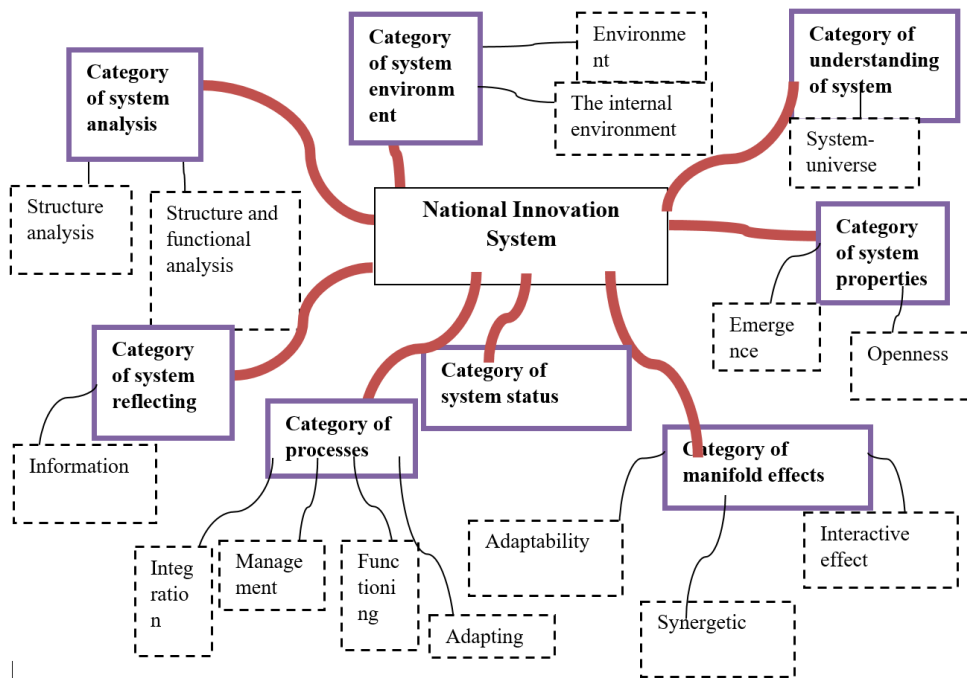 Category
of system
analysis
Category
of system
environm
ent
Environme
nt
The internal
environment
Category of
understanding
of system
System-
universe
Structure
analysis
Structure and
functional
analysis
National Innovation
System
Category
of system
properties
Emerge
nce
Openness
Category
of system
reflecting
Information
Category of
system status
Category of
processes
Integ
ratio
n
Manage
ment
Func
tioni
ng
Adapting
Category of
manifold effects
Adaptability
Synergetic
Interactive
effect